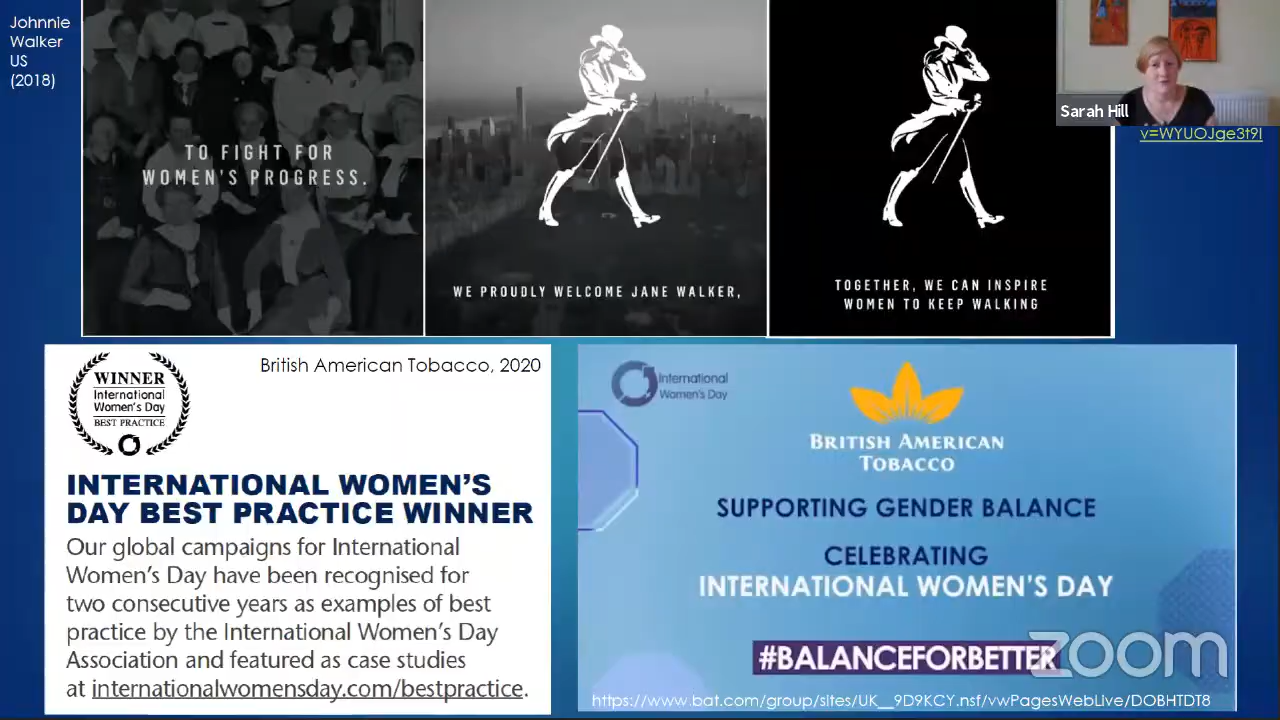 Johnnie
Walker
US
(2018)
TO FIGHT FOR
WOMEN'S PROGRESS.
WE PROUDLY WELCOME JANE WALKER,
TOGETHER, WE CAN INSPIRE
WOMEN TO KEEP WALKING
Sarah Hill
v=WYUOJge3t9I
WINNER
International
Women's Day
BEST PRACTICE
British American Tobacco, 2020
INTERNATIONAL WOMEN'S
DAY BEST PRACTICE WINNER
Our global campaigns for International
Women's Day have been recognised for
two consecutive years as examples of best
practice by the International Women's Day
Association and featured as case studies
at internationalwomensday.com/bestpractice.
International
Women's Day
BRITISH AMERICAN
TOBACCO
SUPPORTING GENDER BALANCE
CELEBRATING
INTERNATIONAL WOMEN'S DAY
#BALANCEFORBETTER
zoom
https://www.bat.com/group/sites/UK__9D9KCY.nsf/vwPagesWebLive/DOBHTDT8